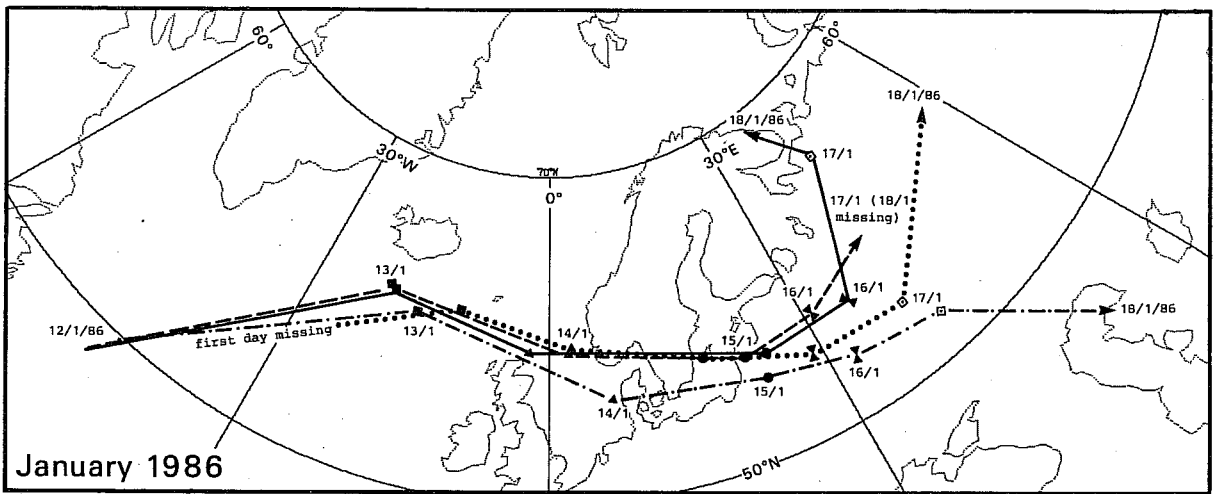 60°
60°
18/1/86
18/1/86
30°W
30°E
17/1
70°N
0°
17/1 (18/1
missing)
13/1
16/1
16/1
17/1
12/1/86
first day missing
13/1
14/1
15/1
18/1/86
16/1
15/1
14/1
50°N
January 1986